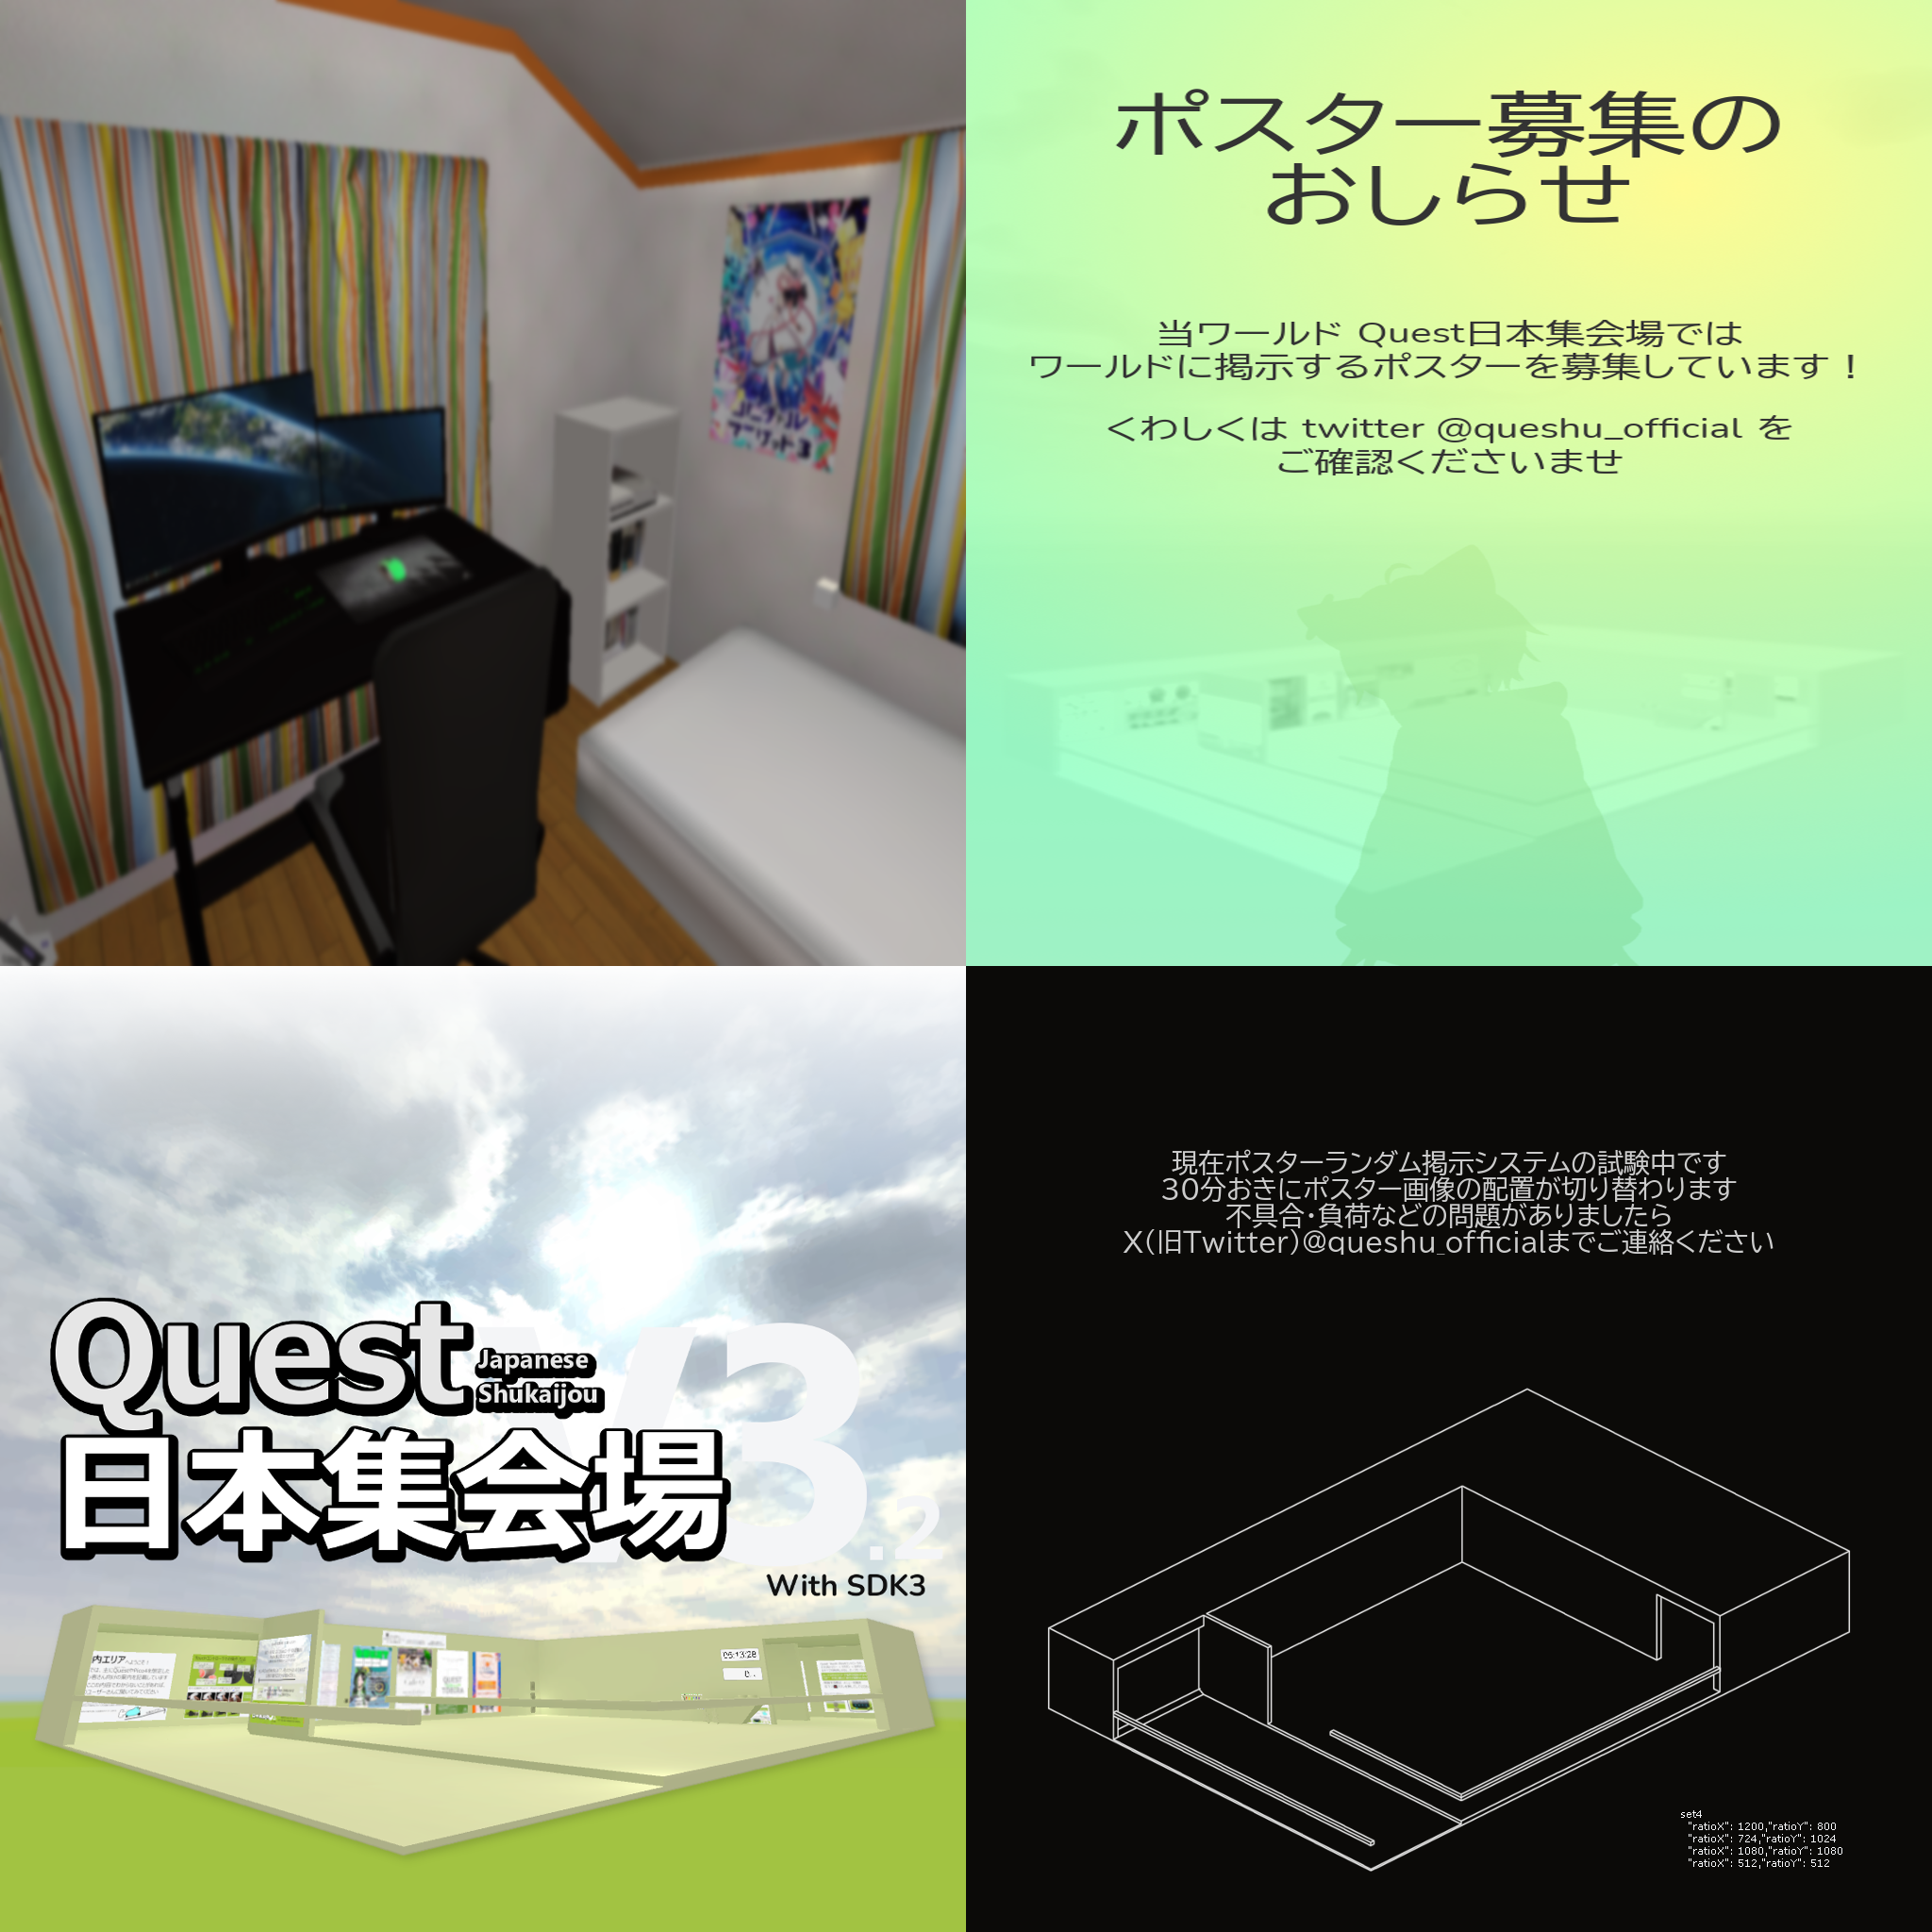 ポスター募集の
おしらせ
当ワールド Quest日本集会場では
ワールドに掲示するポスターを募集しています！
くわしくは twitter @queshu_official を
ご確認くださいませ
Quest
Japanese
Shukaijou
日本集会場
V3.2
With SDK3
内エリア
05:13:28
現在ポスターランダム掲示システムの試験中です
30分おきにポスター画像の配置が切り替わります
不具合・負荷などの問題がありましたら
X(旧Twitter)@queshu_officialまでご連絡ください
set4
"ratioX": 1200,"ratioY": 800
"ratioX": 724,"ratioY": 1024
"ratioX": 1080,"ratioY": 1080
"ratioX": 512,"ratioY": 512